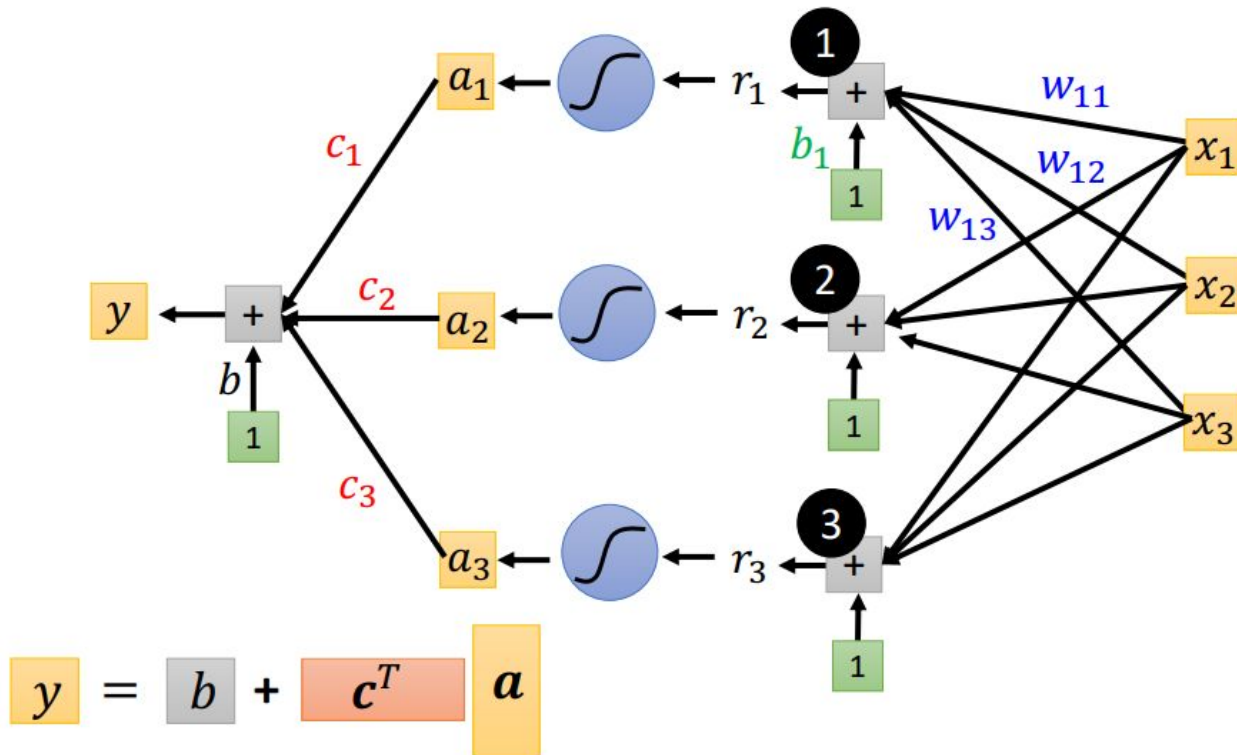 1
a₁ r₁ + w₁₁
c₁ b₁ x₁
1 w₁₂
w₁₃
2
y + c₂ a₂ r₂ + x₂
b
1 1 x₃
c₃ 3
a₃ r₃ +
1
y = b + cᵀ a